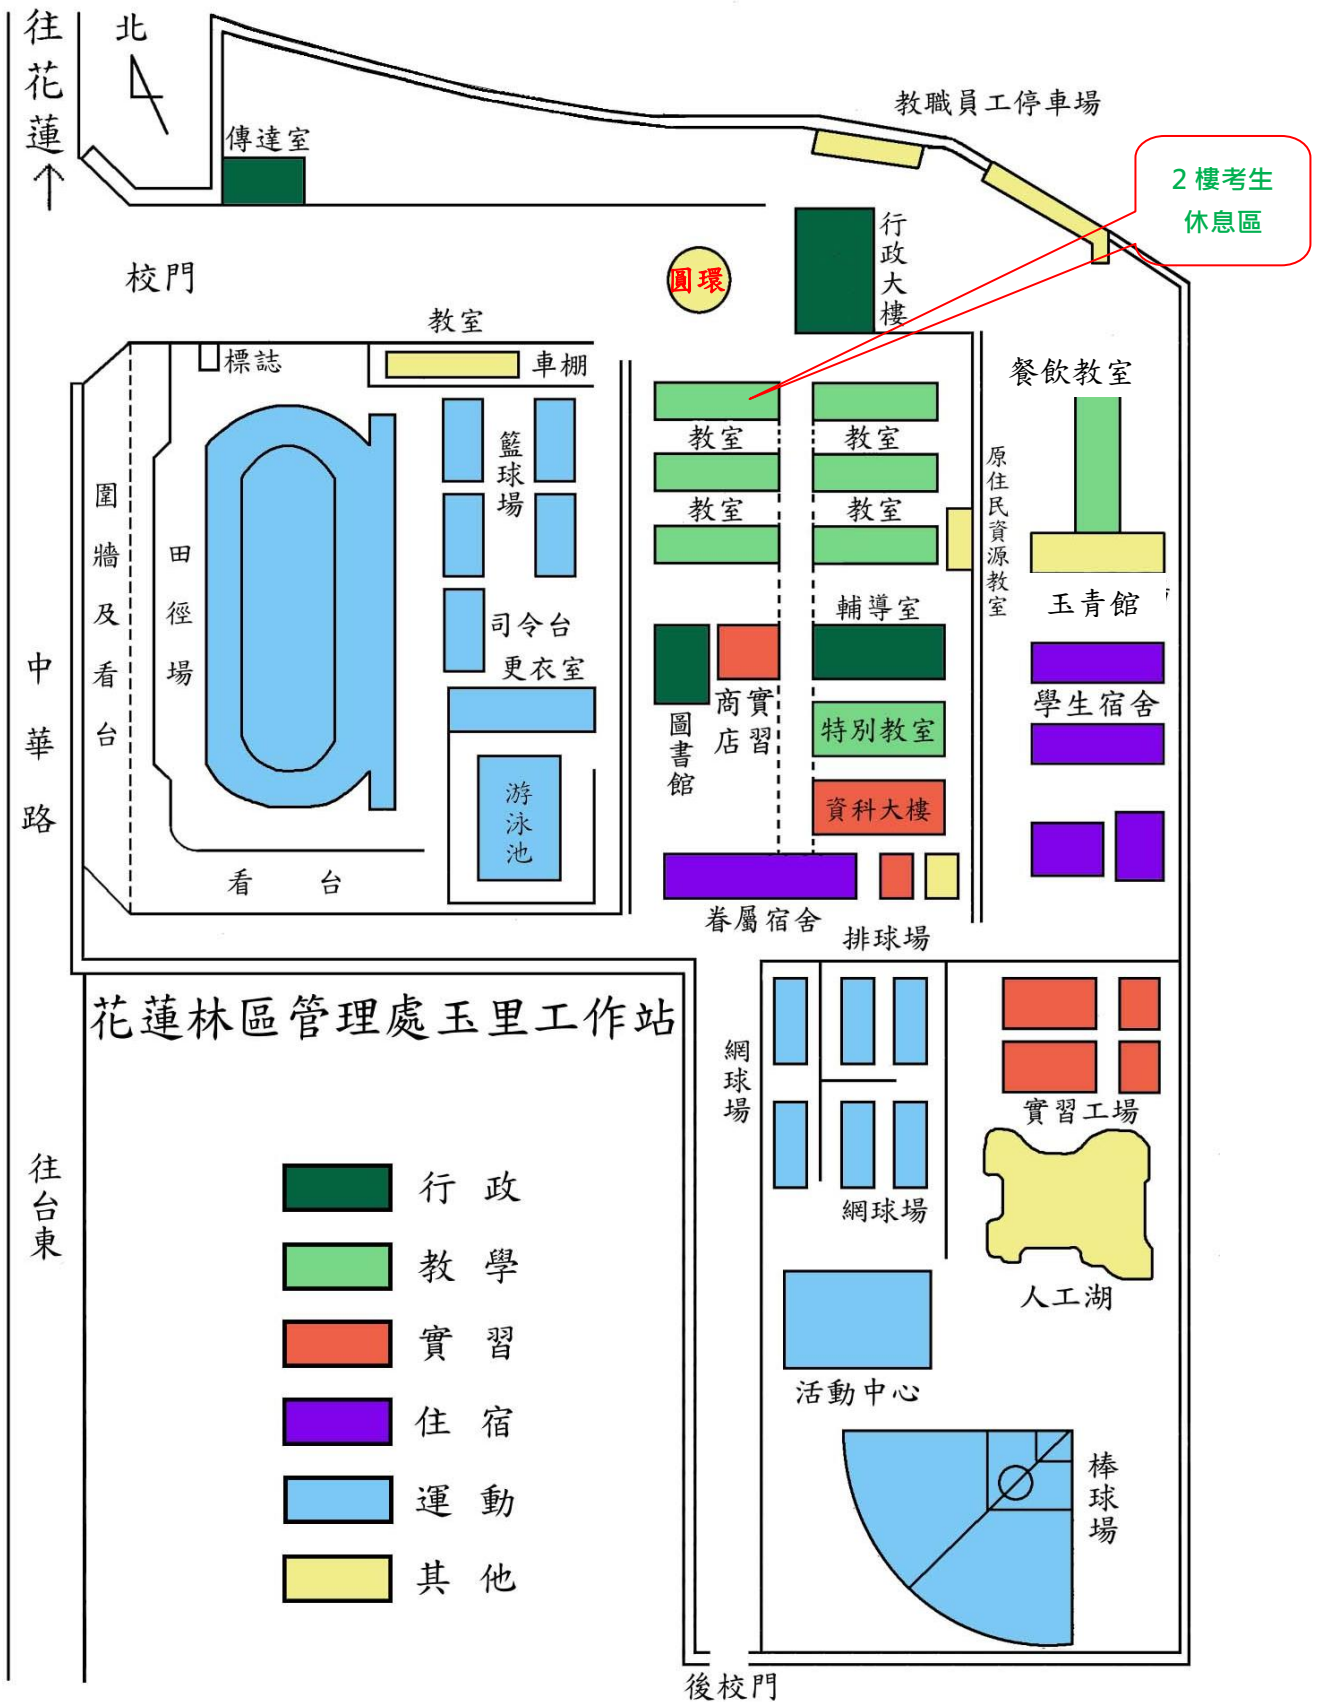 往花蓮
北
傳達室
教職員工停車場
2 樓考生
休息區
行政大樓
圓環
校門
教室
標誌
車棚
餐飲教室
籃球場
教室
教室
原住民資源教室
圍牆及看台
田徑場
教室
教室
司令台
更衣室
輔導室
玉青館
中華路
圖書館
商店
實習
特別教室
學生宿舍
游泳池
資科大樓
看台
眷屬宿舍
排球場
花蓮林區管理處玉里工作站
網球場
實習工場
往台東
行政
網球場
教學
人工湖
實習
活動中心
住宿
運動
棒球場
其他
後校門